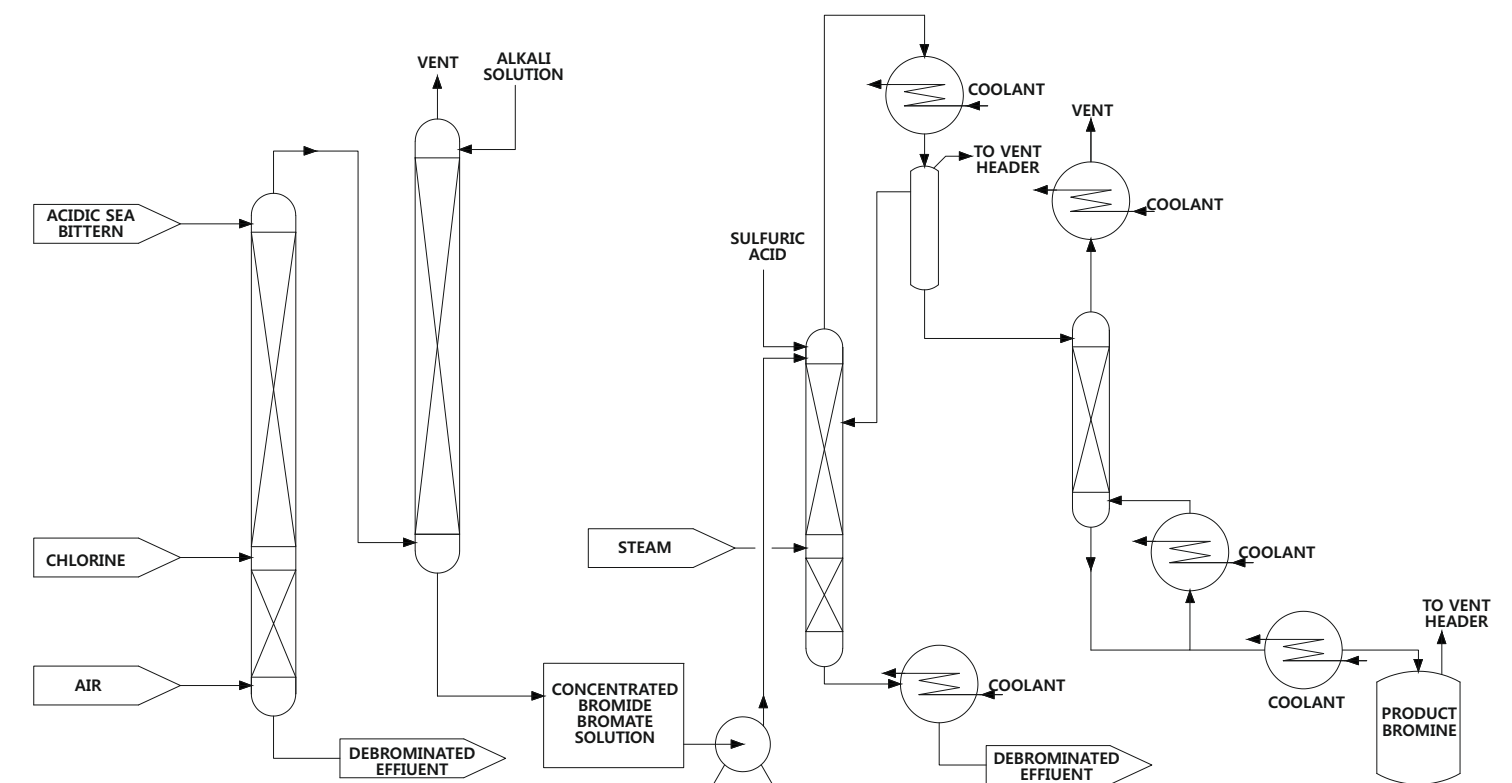 VENT
ALKALI
SOLUTION
ACIDIC SEA
BITTERN
CHLORINE
AIR
DEBROMINATED
EFFIUENT
CONCENTRATED
BROMIDE
BROMATE
SOLUTION
STEAM
SULFURIC
ACID
COOLANT
TO VENT
HEADER
VENT
COOLANT
COOLANT
COOLANT
DEBROMINATED
EFFIUENT
COOLANT
TO VENT
HEADER
PRODUCT
BROMINE